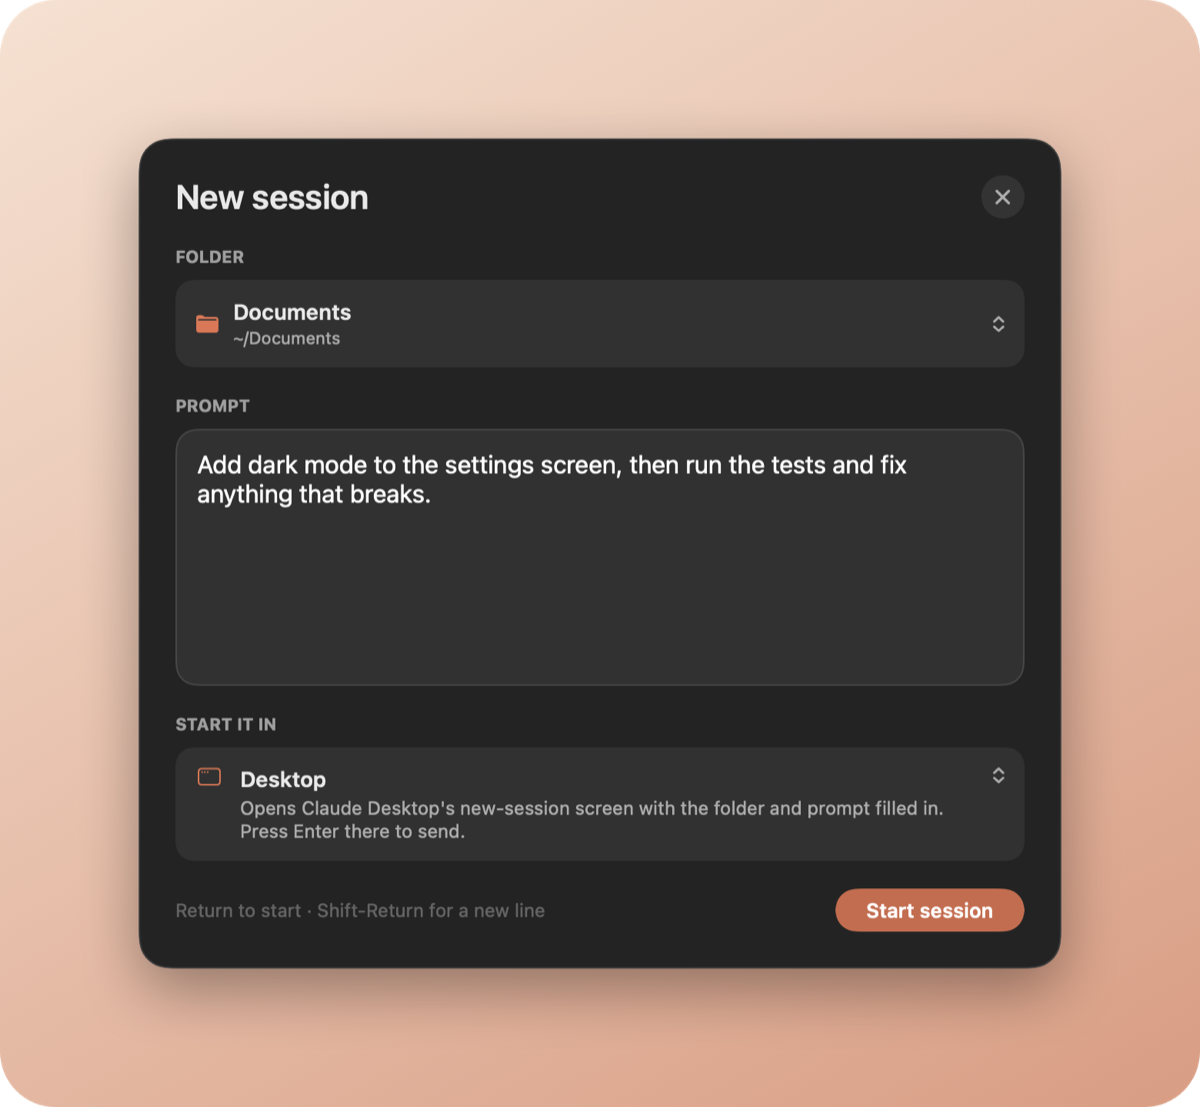 New session
FOLDER
Documents
~/Documents
PROMPT
Add dark mode to the settings screen, then run the tests and fix
anything that breaks.
START IT IN
Desktop
Opens Claude Desktop's new-session screen with the folder and prompt filled in.
Press Enter there to send.
Return to start · Shift-Return for a new line
Start session